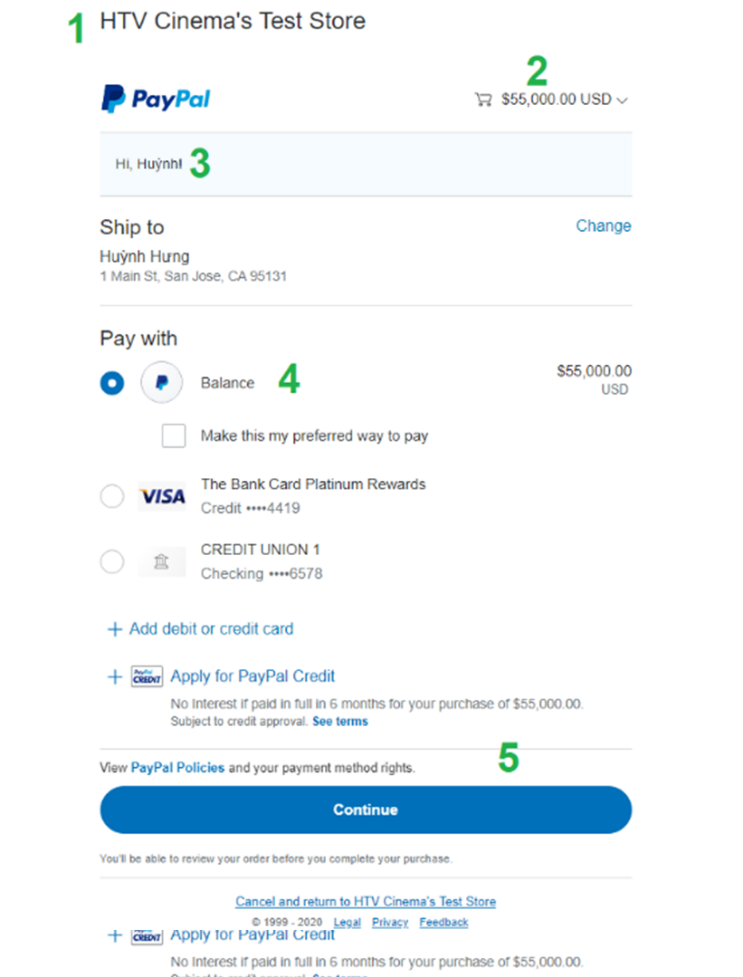 1 HTV Cinema's Test Store
2
PayPal $55,000.00 USD
Hi, Huỳnh! 3
Ship to Change
Huỳnh Hưng
1 Main St, San Jose, CA 95131
Pay with
Balance 4 $55,000.00
USD
Make this my preferred way to pay
VISA The Bank Card Platinum Rewards
Credit ••••4419
CREDIT UNION 1
Checking ••••6578
+ Add debit or credit card
+ PayPal CREDIT Apply for PayPal Credit
No Interest if paid in full in 6 months for your purchase of $55,000.00.
Subject to credit approval. See terms
5
View PayPal Policies and your payment method rights.
Continue
You'll be able to review your order before you complete your purchase.
Cancel and return to HTV Cinema's Test Store
© 1999 - 2020 Legal Privacy Feedback
+ CREDIT Apply for PayPal Credit
No Interest if paid in full in 6 months for your purchase of $55,000.00.
Subject to credit approval. See terms